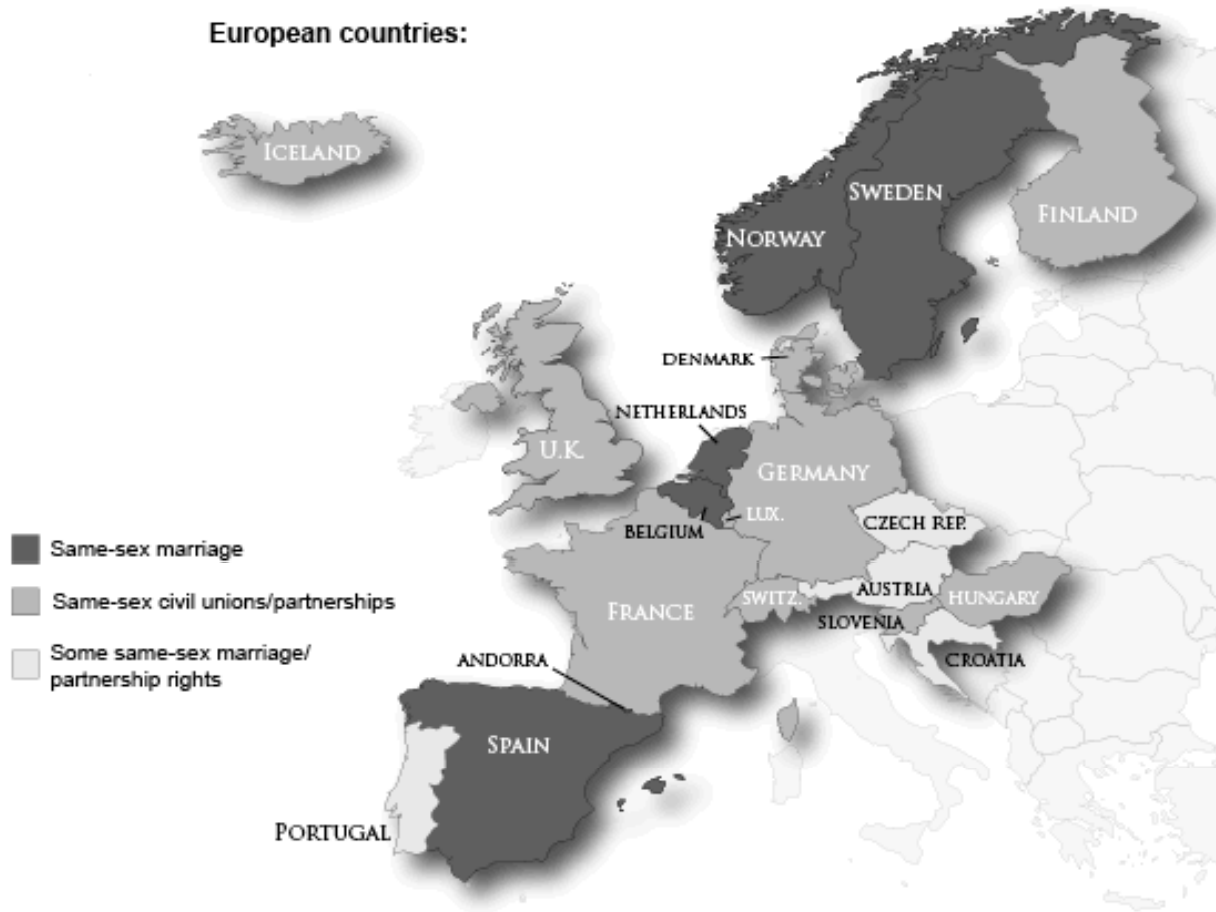 European countries:
ICELAND
SWEDEN
NORWAY
FINLAND
DENMARK
NETHERLANDS
U.K.
GERMANY
LUX.
BELGIUM
CZECH REP.
Same-sex marriage
Same-sex civil unions/partnerships
Some same-sex marriage/
partnership rights
FRANCE
SWITZ.
AUSTRIA
HUNGARY
SLOVENIA
CROATIA
ANDORRA
SPAIN
PORTUGAL